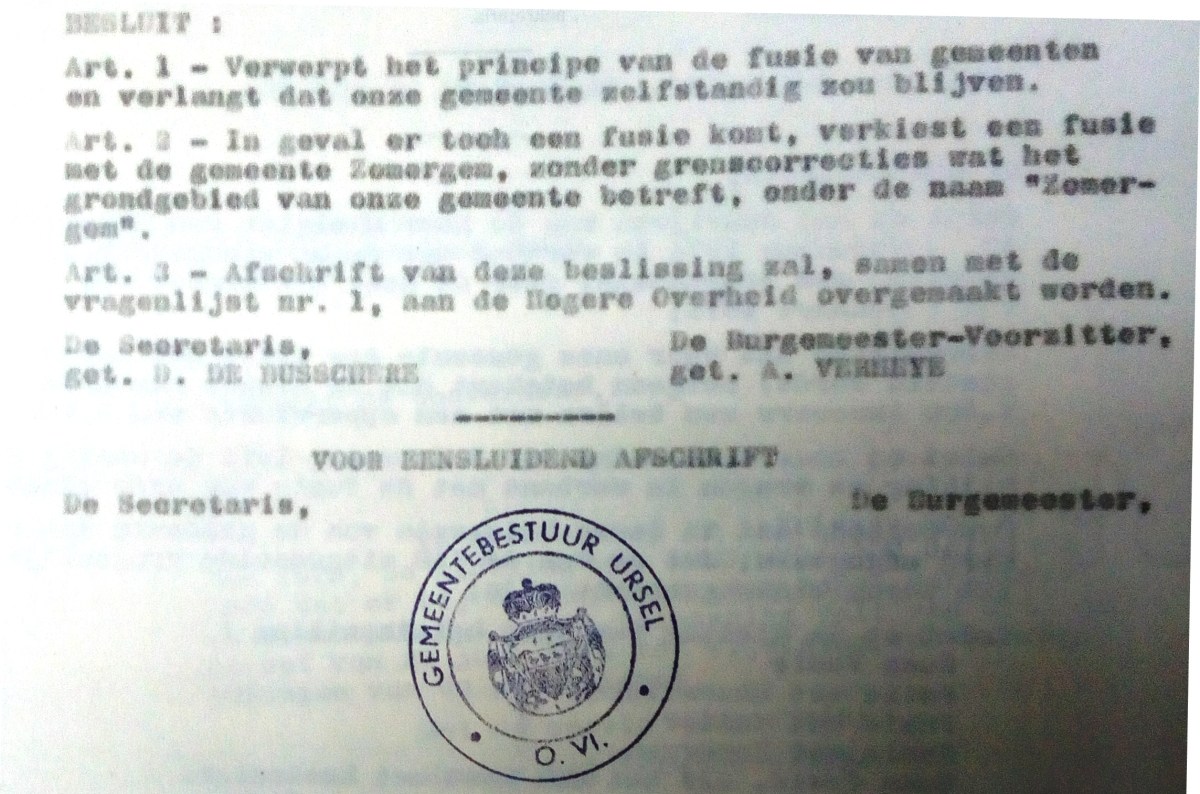 BESLUIT :
Art. 1 - Verwerpt het principe van de fusie van gemeenten
en verlangt dat onze gemeente zelfstandig zou blijven.
Art. 2 - In geval er toch een fusie komt, verkiest een fusie
met de gemeente Zomergem, zonder grenscorrecties wat het
grondgebied van onze gemeente betreft, onder de naam "Zomer-
gem".
Art. 3 - Afschrift van deze beslissing zal, samen met de
vragenlijst nr. 1, aan de Hogere Overheid overgemaakt worden.
De Secretaris, De Burgemeester-Voorzitter,
get. D. DE BUSSCHERE get. A. VERHEYE
VOOR EENSLUIDEND AFSCHRIFT
De Secretaris, De Burgemeester,
GEMEENTEBESTUUR URSEL
O. Vl.